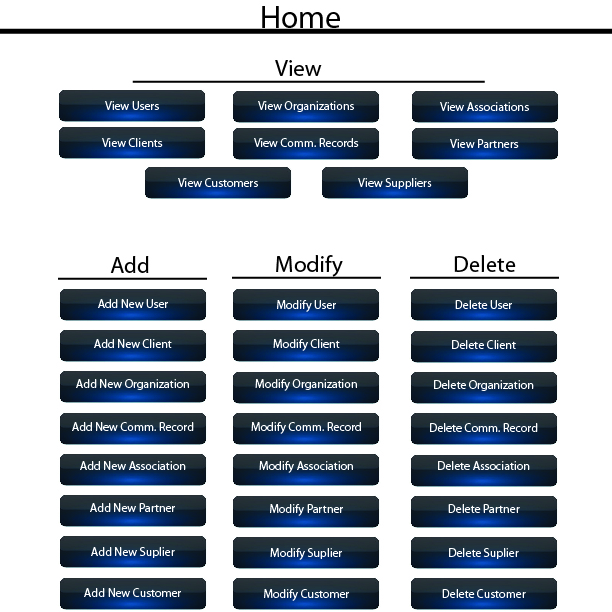 Home
View
View Users
View Organizations
View Associations
View Clients
View Comm. Records
View Partners
View Customers
View Suppliers
Add
Modify
Delete
Add New User
Modify User
Delete User
Add New Client
Modify Client
Delete Client
Add New Organization
Modify Organization
Delete Organization
Add New Comm. Record
Modify Comm. Record
Delete Comm. Record
Add New Association
Modify Association
Delete Association
Add New Partner
Modify Partner
Delete Partner
Add New Suplier
Modify Suplier
Delete Suplier
Add New Customer
Modify Customer
Delete Customer